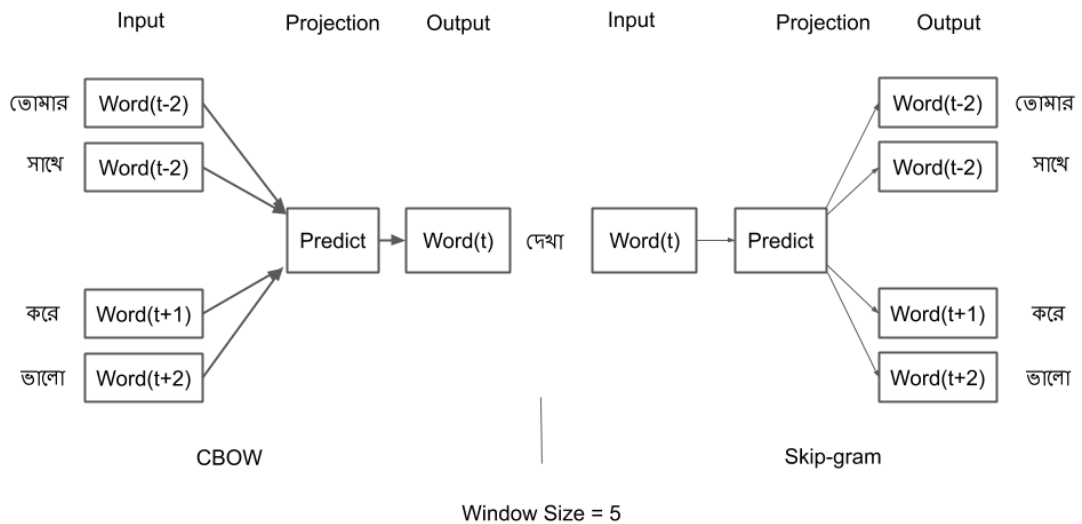 Input Projection Output Input Projection Output
তোমার Word(t-2) Word(t-2) তোমার
সাথে Word(t-2) Word(t-2) সাথে
Predict Word(t) দেখা Word(t) Predict
করে Word(t+1) Word(t+1) করে
ভালো Word(t+2) Word(t+2) ভালো
CBOW Skip-gram
Window Size = 5